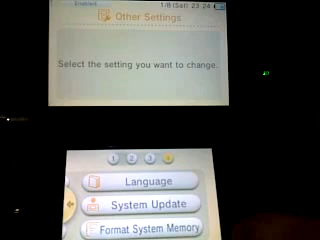 Enabled
1/8 (Sat) 23:24
Other Settings
Select the setting you want to change.
1 2 3 4
Language
System Update
Format System Memory